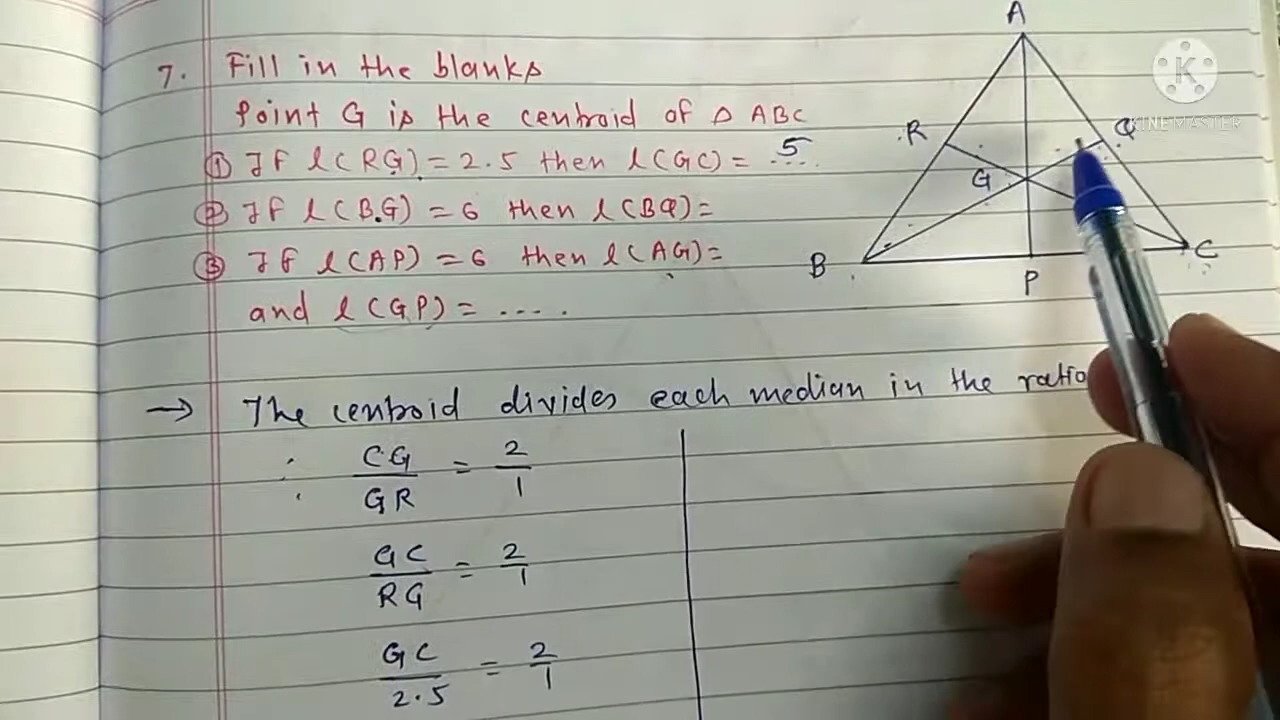 7. Fill in the blanks
Point G is the centroid of △ ABC
① If l(RG) = 2.5 then l(GC) = ..5...
② If l(BG) = 6 then l(BQ) =
③ If l(AP) = 6 then l(AG) =
and l(GP) = ....
→ The centroid divides each median in the ratio
∴ CG/GR = 2/1
GC/RG = 2/1
GC/2.5 = 2/1
A
R
Q
G
B
P
C
K
KINEMASTER